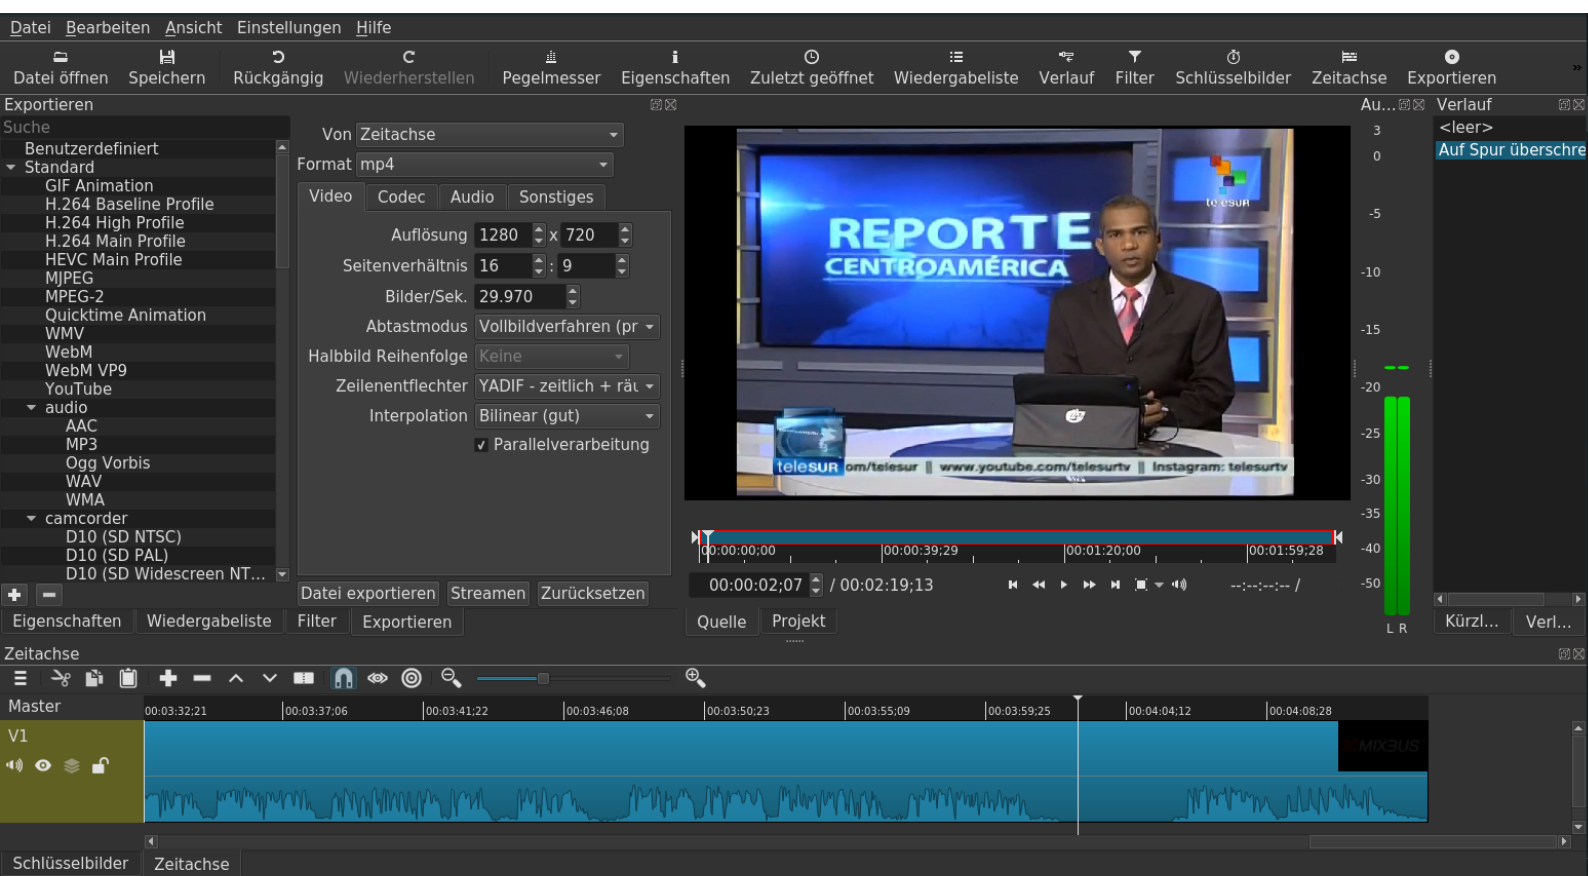 Datei Bearbeiten Ansicht Einstellungen Hilfe
Datei öffnen Speichern Rückgängig Wiederherstellen Pegelmesser Eigenschaften Zuletzt geöffnet Wiedergabeliste Verlauf Filter Schlüsselbilder Zeitachse Exportieren »
Exportieren
Suche
Benutzerdefiniert
Standard
GIF Animation
H.264 Baseline Profile
H.264 High Profile
H.264 Main Profile
HEVC Main Profile
MJPEG
MPEG-2
Quicktime Animation
WMV
WebM
WebM VP9
YouTube
audio
AAC
MP3
Ogg Vorbis
WAV
WMA
camcorder
D10 (SD NTSC)
D10 (SD PAL)
D10 (SD Widescreen NT...
Von Zeitachse
Format mp4
Video Codec Audio Sonstiges
Auflösung 1280 x 720
Seitenverhältnis 16 : 9
Bilder/Sek. 29.970
Abtastmodus Vollbildverfahren (pr
Halbbild Reihenfolge Keine
Zeilenentflechter YADIF - zeitlich + räu
Interpolation Bilinear (gut)
Parallelverarbeitung
Datei exportieren Streamen Zurücksetzen
Eigenschaften Wiedergabeliste Filter Exportieren
telesUR
REPORTE
CENTROAMÉRICA
hp
teleSUR om/telesur || www.youtube.com/telesurtv || Instagram: telesurtv
00:00:00;00 00:00:39;29 00:01:20;00 00:01:59;28
00:00:02;07 / 00:02:19;13 --:--:--:-- /
Quelle Projekt
Au...
3
0
-5
-10
-15
-20
-25
-30
-35
-40
-50
L R
Verlauf
<leer>
Auf Spur überschre
Kürzl... Verl...
Zeitachse
Master
00:03:32;21 00:03:37;06 00:03:41;22 00:03:46;08 00:03:50;23 00:03:55;09 00:03:59;25 00:04:04;12 00:04:08;28
V1
MIXBUS
Schlüsselbilder Zeitachse